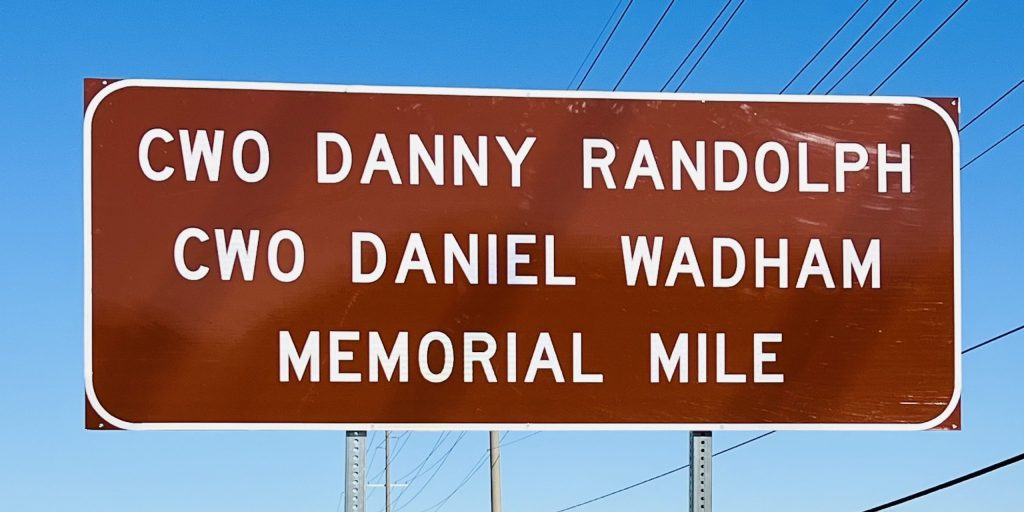 CWO DANNY RANDOLPH
CWO DANIEL WADHAM
MEMORIAL MILE